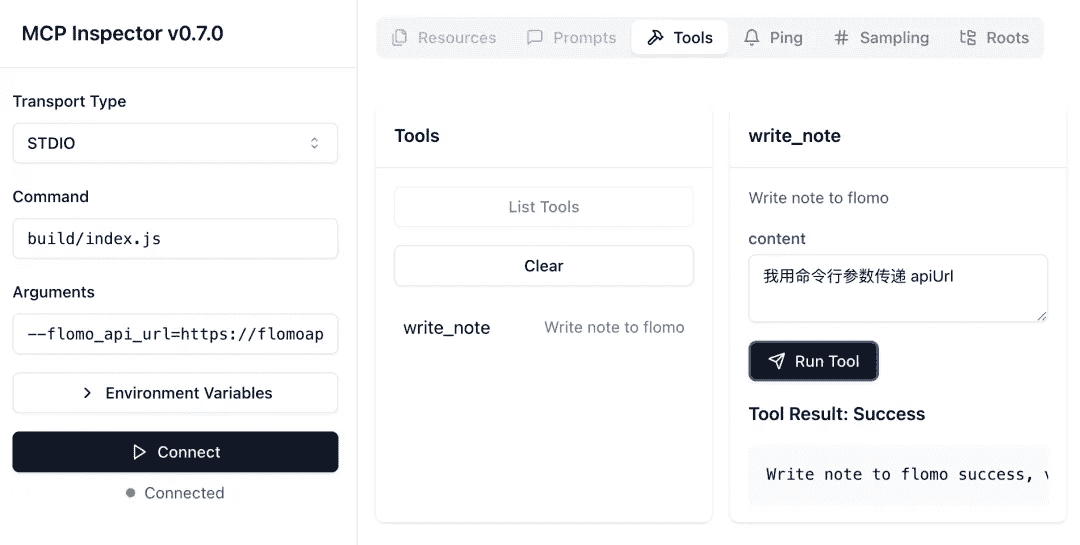 MCP Inspector v0.7.0
Transport Type
STDIO
Command
build/index.js
Arguments
--flomo_api_url=https://flomoap
Environment Variables
Connect
Connected
Resources
Prompts
Tools
Ping
Sampling
Roots
Tools
List Tools
Clear
write_note
Write note to flomo
write_note
Write note to flomo
content
我用命令行参数传递 apiUrl
Run Tool
Tool Result: Success
Write note to flomo success,